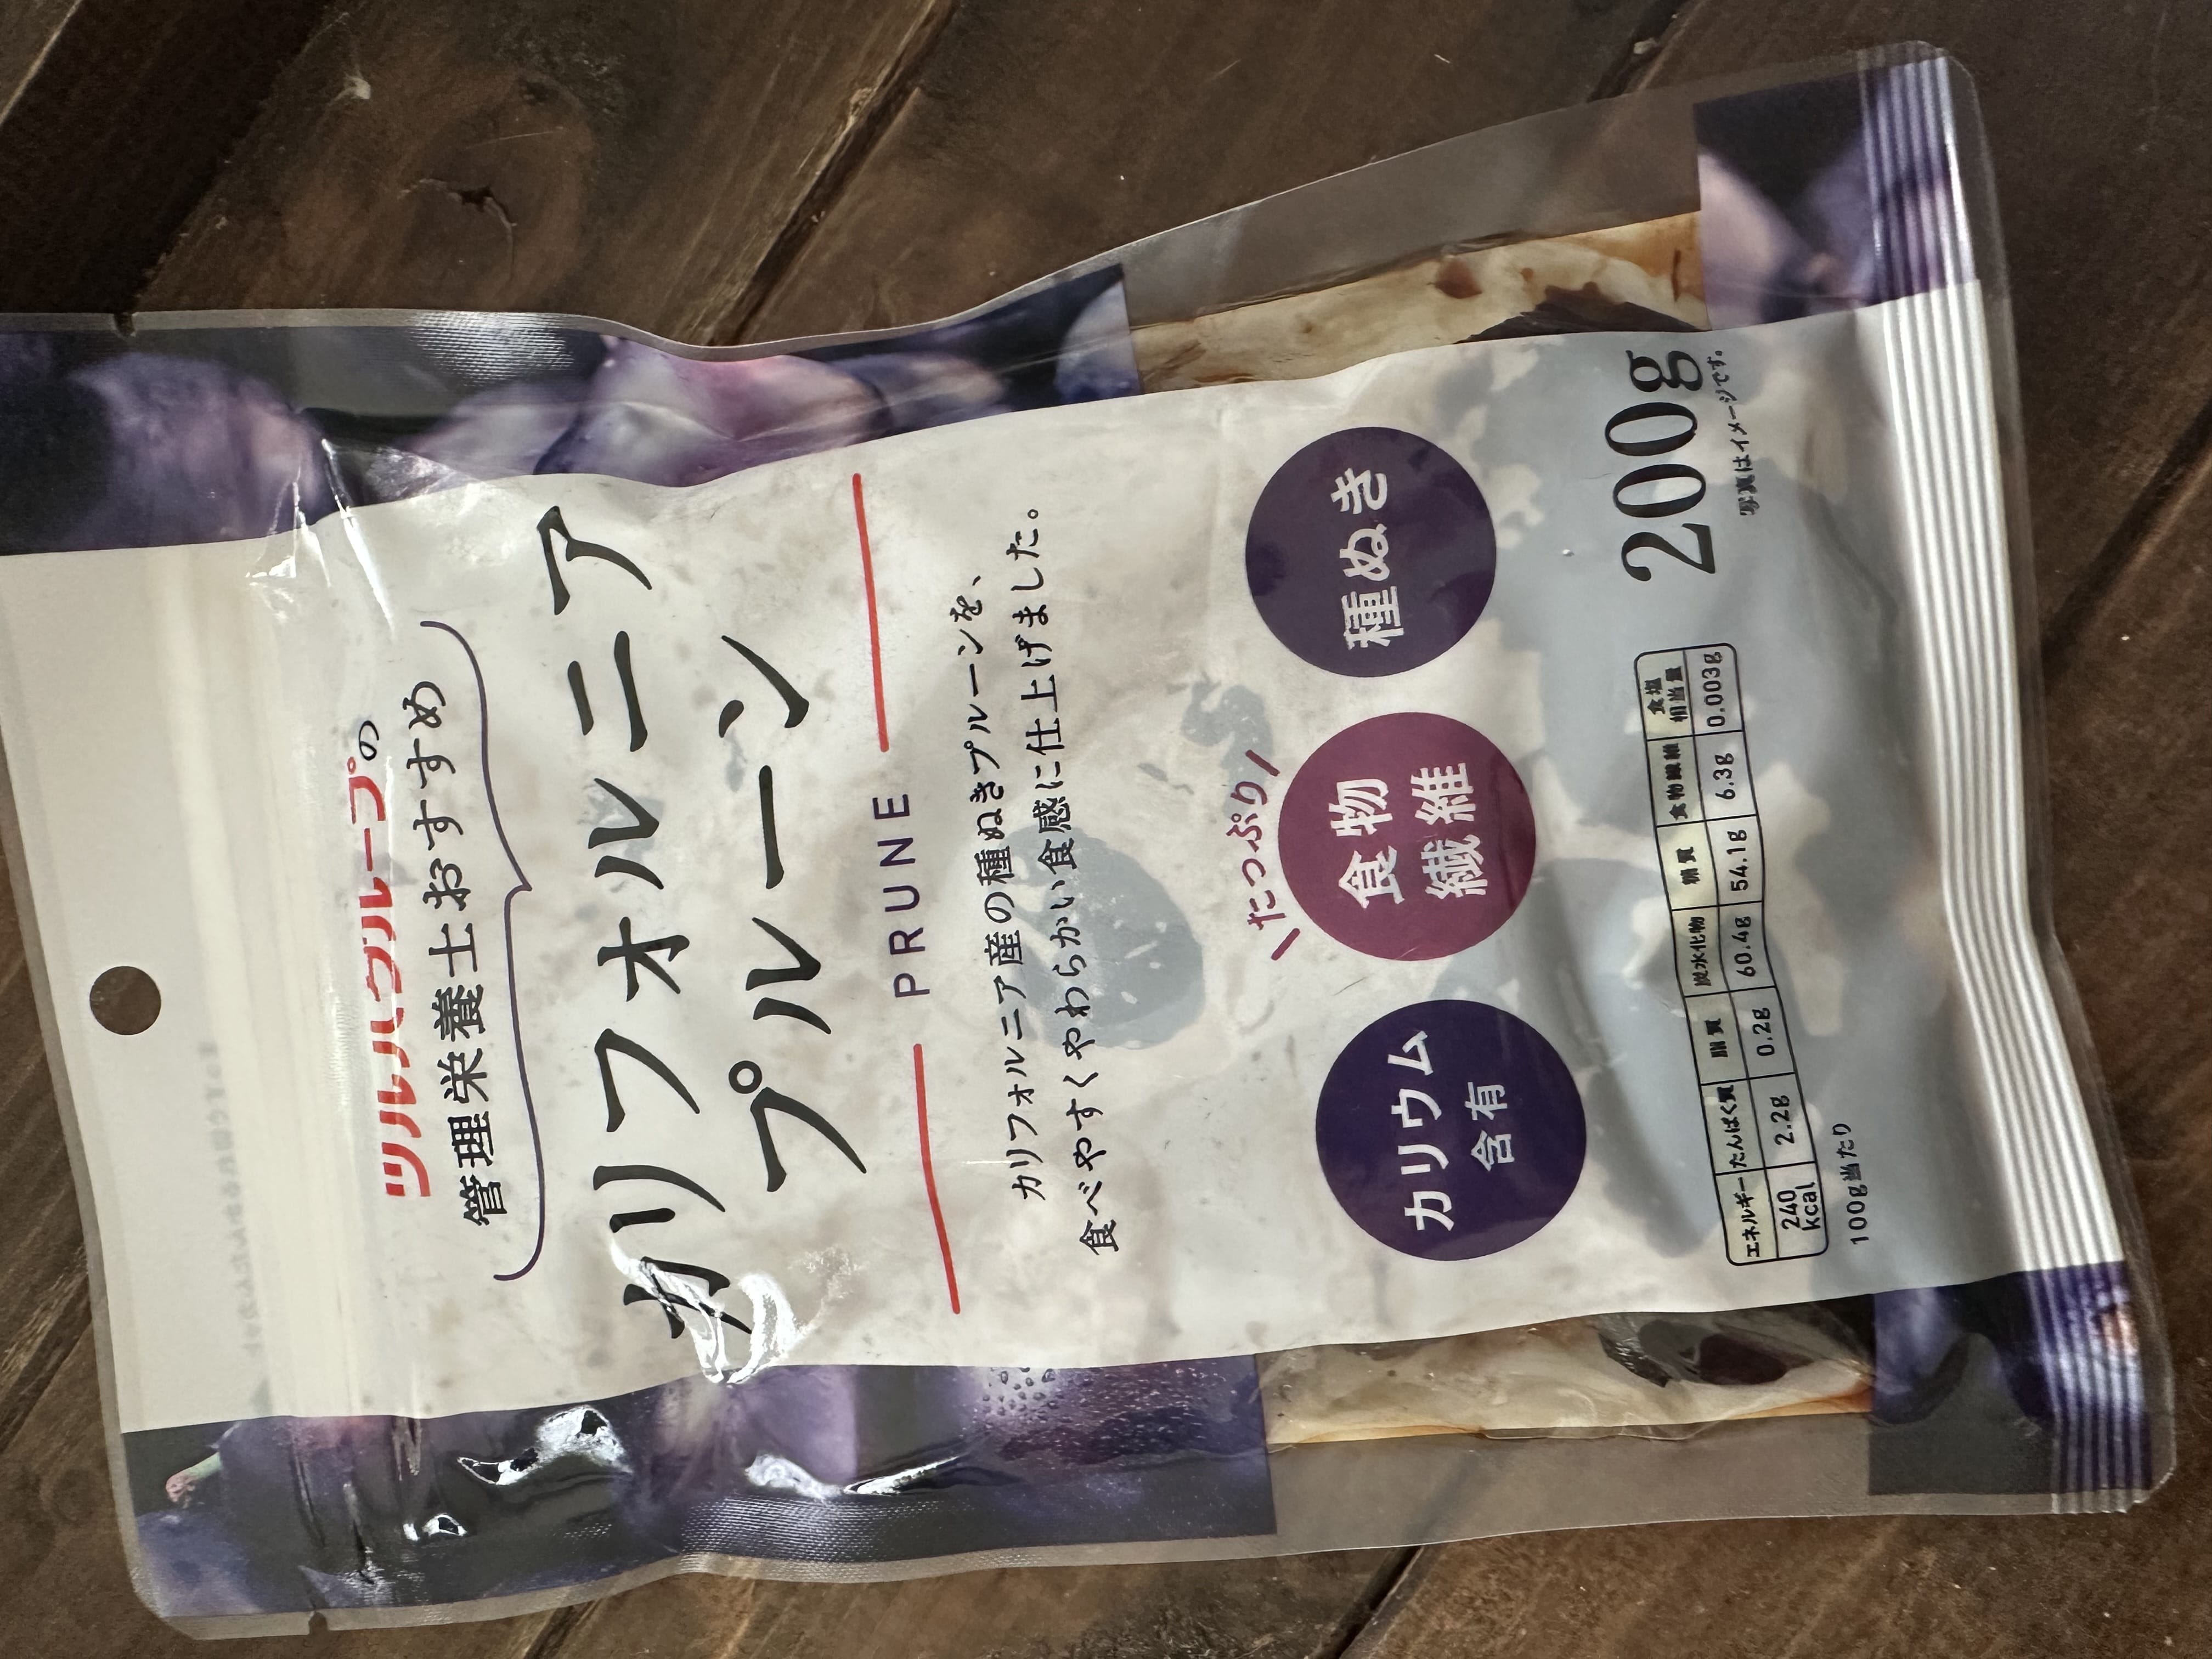 ツルハグループの
管理栄養士おすすめ
カリフォルニア
プルーン
PRUNE
カリフォルニア産の種ぬきプルーンを、
食べやすくやわらかい食感に仕上げました。
たっぷり
カリウム
含有
食物
繊維
種ぬき
エネルギー たんぱく質 脂質 炭水化物 糖質 食物繊維 食塩相当量
240kcal 2.2g 0.2g 60.4g 54.1g 6.3g 0.003g
100g当たり
200g
写真はイメージです。